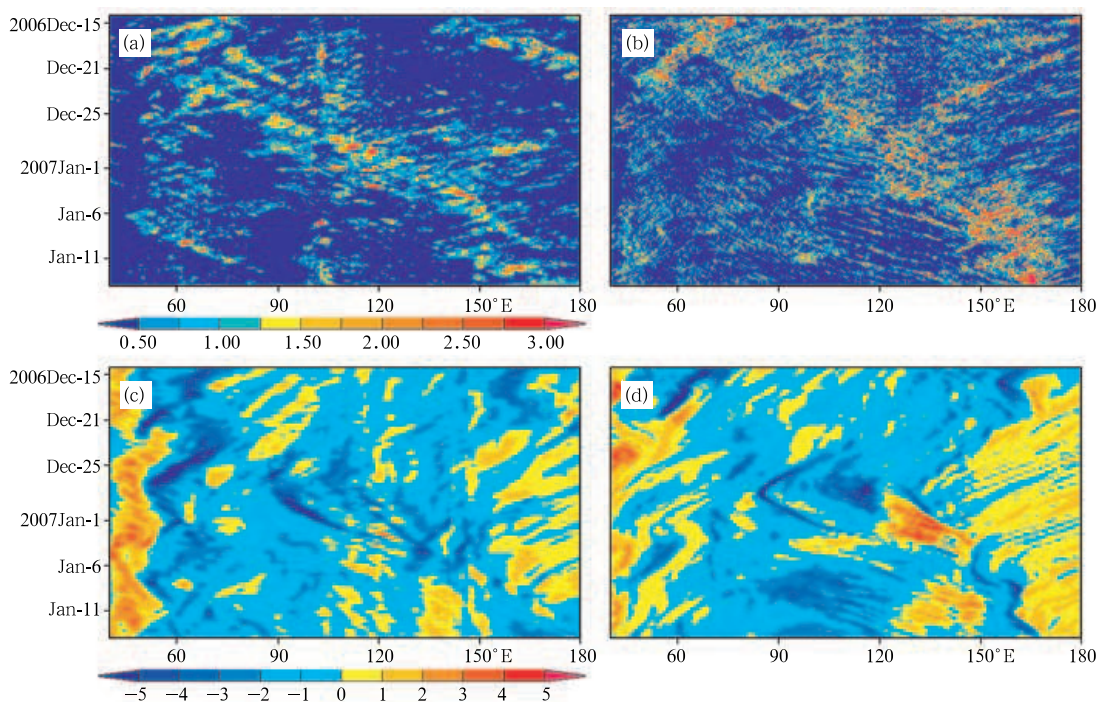 2006Dec-15
Dec-21
Dec-25
2007Jan-1
Jan-6
Jan-11
(a)
(b)
60 90 120 150°E 180
60 90 120 150°E 180
0.50 1.00 1.50 2.00 2.50 3.00
2006Dec-15
Dec-21
Dec-25
2007Jan-1
Jan-6
Jan-11
(c)
(d)
60 90 120 150°E 180
60 90 120 150°E 180
−5 −4 −3 −2 −1 0 1 2 3 4 5